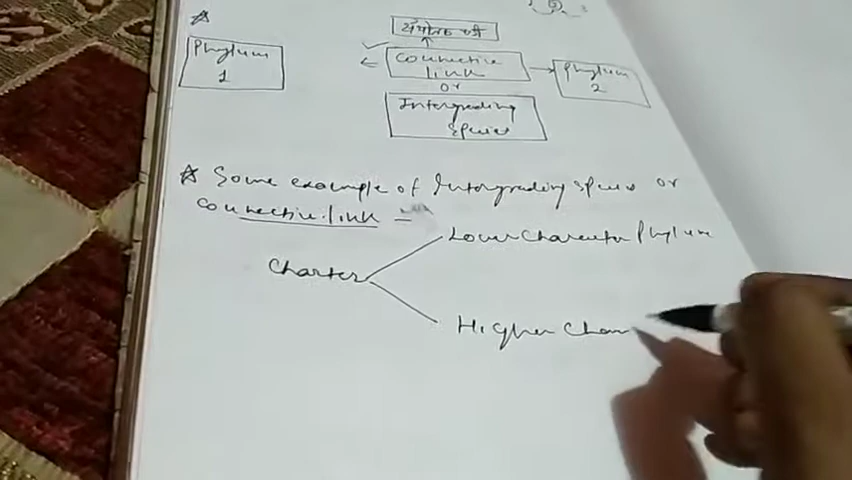 Phylum
1
संयोजक कड़ी
Connective
link
or
Intergrading
Species
Phylum
2
Some example of Intergrading Species or
Connective link =
Charter
Lower Charector Phylum
Higher Char